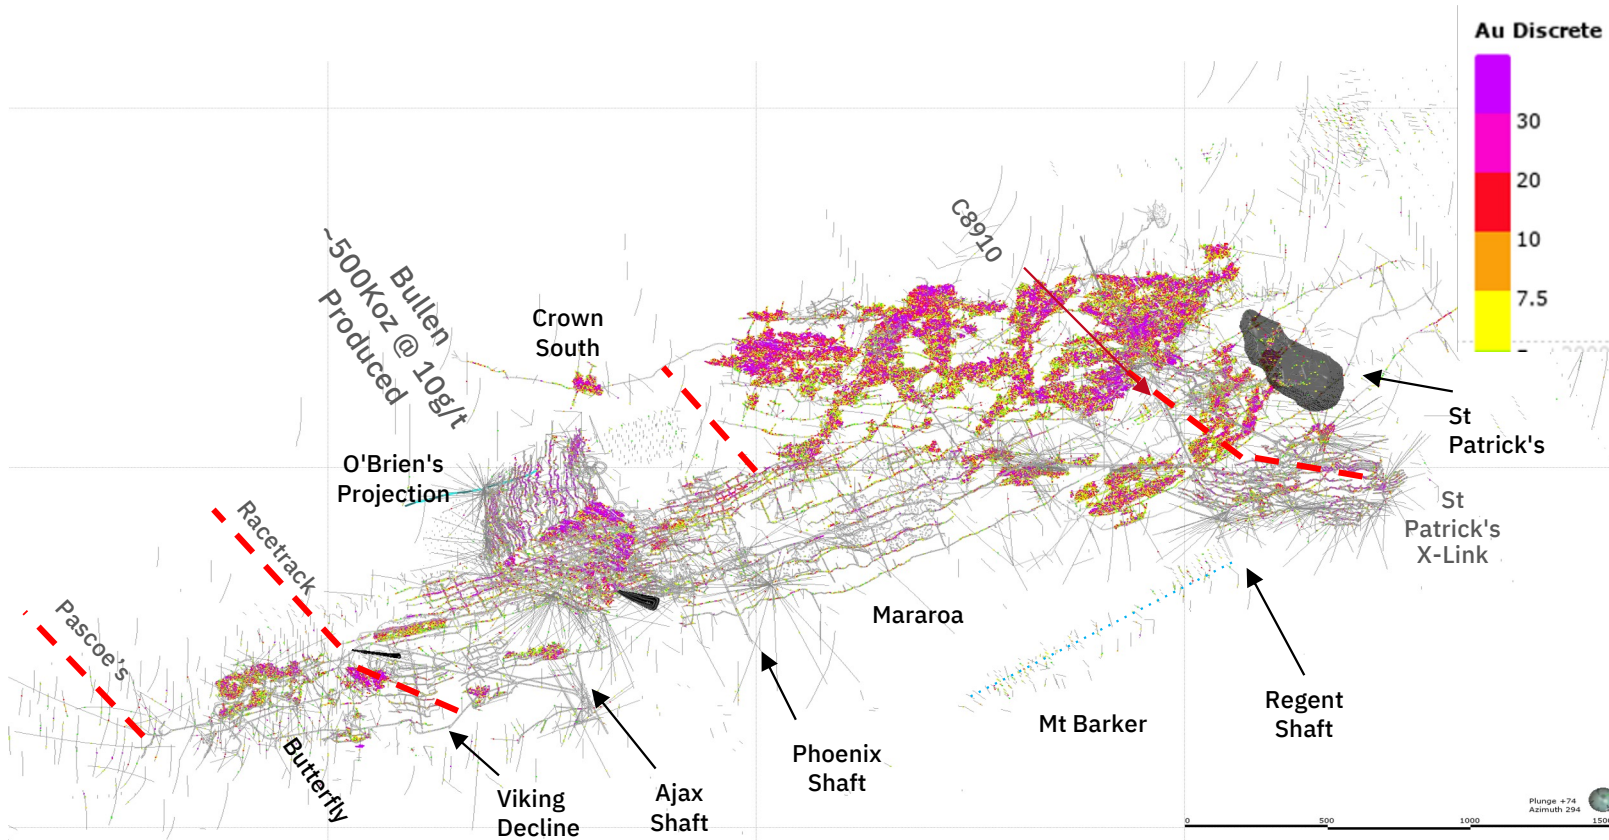 Au Discrete
30
20
10
7.5
C8910
Bullen
~500Koz @ 10g/t
Produced
Crown
South
St
Patrick's
O'Brien's
Projection
Racetrack
St
Patrick's
X-Link
Pascoe's
Mararoa
Regent
Shaft
Mt Barker
Phoenix
Shaft
Butterfly
Viking
Decline
Ajax
Shaft
Plunge +74
Azimuth 294
0
500
1000